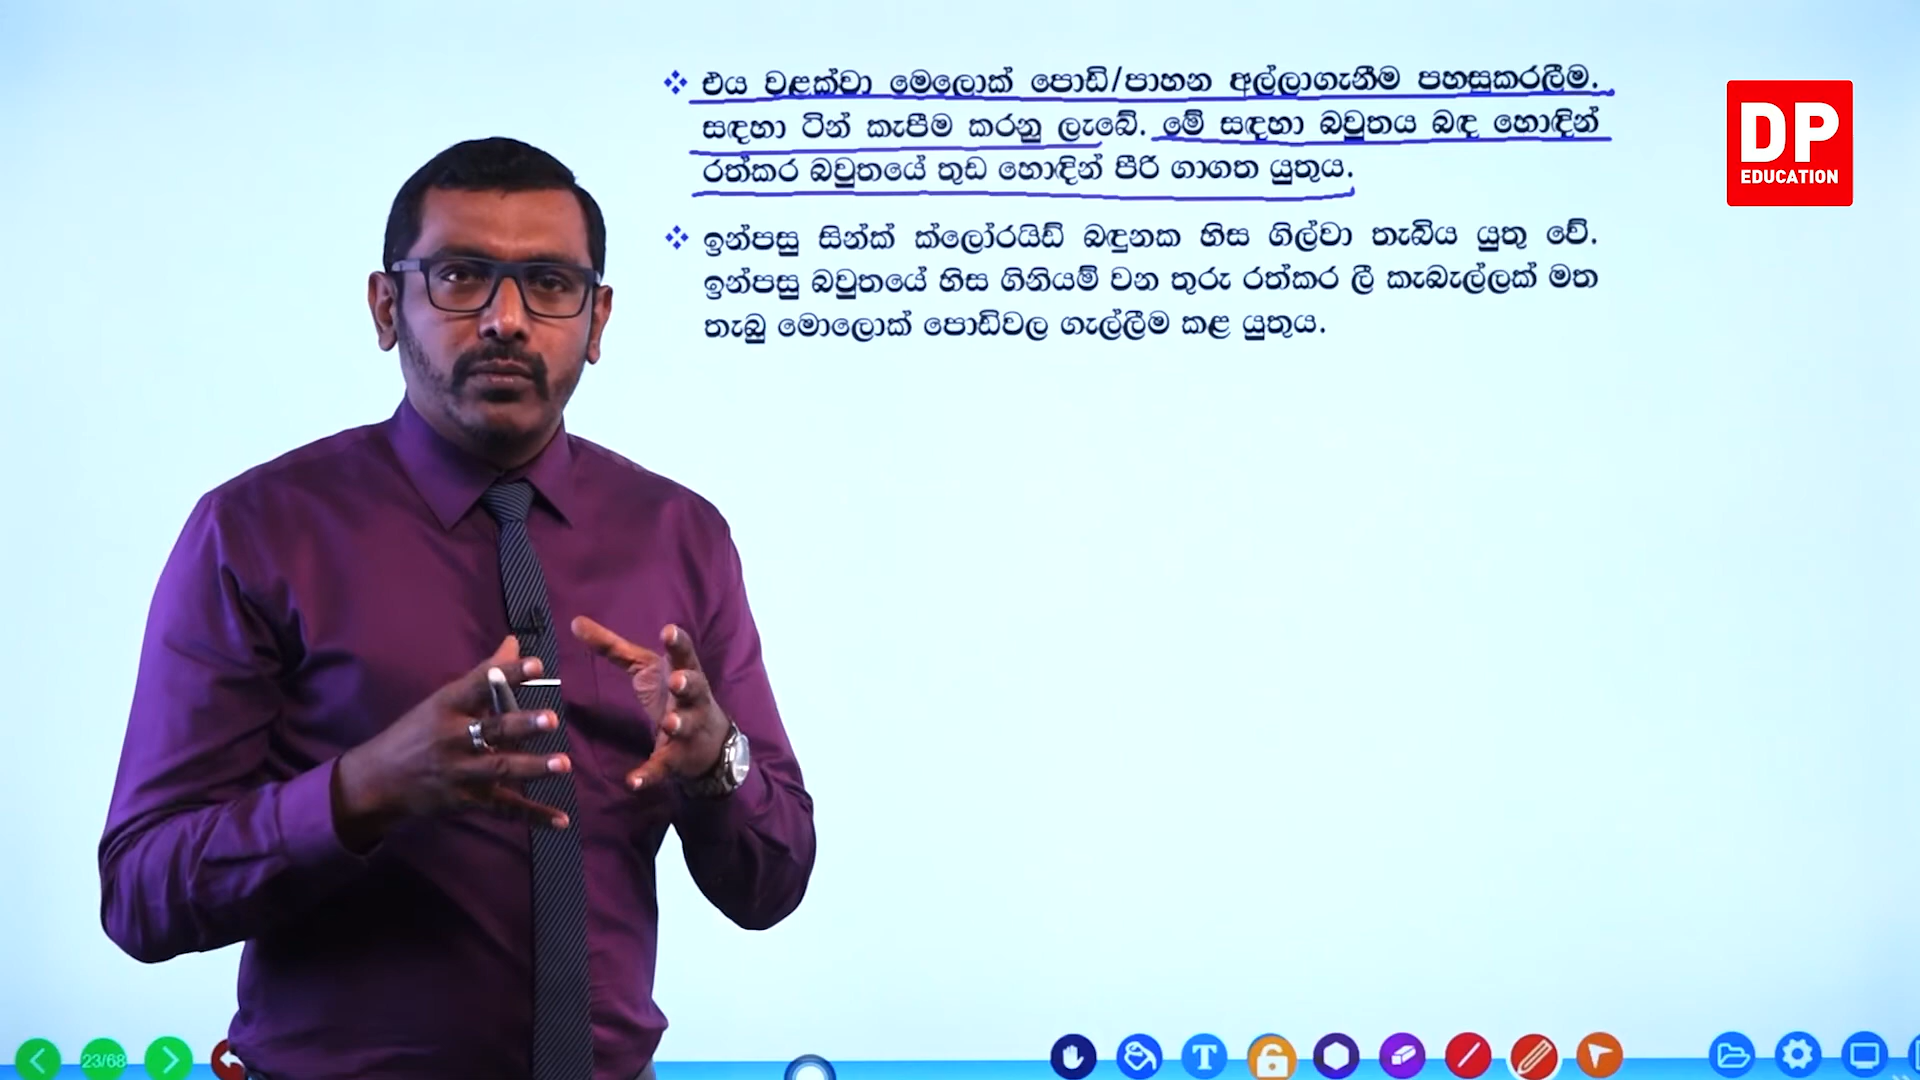 එය වළක්වා මෙලොක් පොඩි/පාහන අල්ලාගැනීම පහසුකරලීම.
සඳහා ටින් කැපීම කරනු ලැබේ. මේ සඳහා බවුතය බඳ හොඳින්
රත්කර බවුතයේ තුඩ හොඳින් පීරි ගාගත යුතුය.
ඉන්පසු සින්ක් ක්ලෝරයිඩ් බඳුනක හිස ගිල්වා තැබිය යුතු වේ.
ඉන්පසු බවුතයේ හිස ගිනියම් වන තුරු රත්කර ලී කැබැල්ලක් මත
තැබූ මොලොක් පොඩිවල ගැල්ලීම කළ යුතුය.
DP
EDUCATION
23/68
T